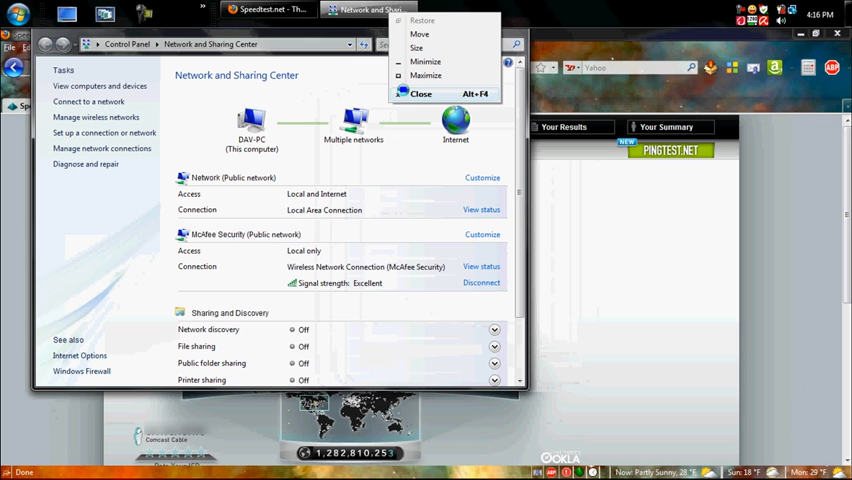 Speedtest.net - Th...
Network and Shari...
4:16 PM
Restore
Move
Size
Minimize
Maximize
Close Alt+F4
Control Panel ▸ Network and Sharing Center
File
Yahoo
ABP
Tasks
View computers and devices
Connect to a network
Manage wireless networks
Set up a connection or network
Manage network connections
Diagnose and repair
Network and Sharing Center
DAV-PC
(This computer)
Multiple networks
Internet
Your Results
Your Summary
NEW
PINGTEST.NET
Network (Public network) Customize
Access Local and Internet
Connection Local Area Connection View status
McAfee Security (Public network) Customize
Access Local only
Connection Wireless Network Connection (McAfee Security) View status
Signal strength: Excellent Disconnect
Sharing and Discovery
Network discovery Off
File sharing Off
Public folder sharing Off
Printer sharing Off
See also
Internet Options
Windows Firewall
Comcast Cable
1,282,810,253
OOKLA
Done
ABP
Now: Partly Sunny, 28 °F
Sun: 18 °F
Mon: 29 °F